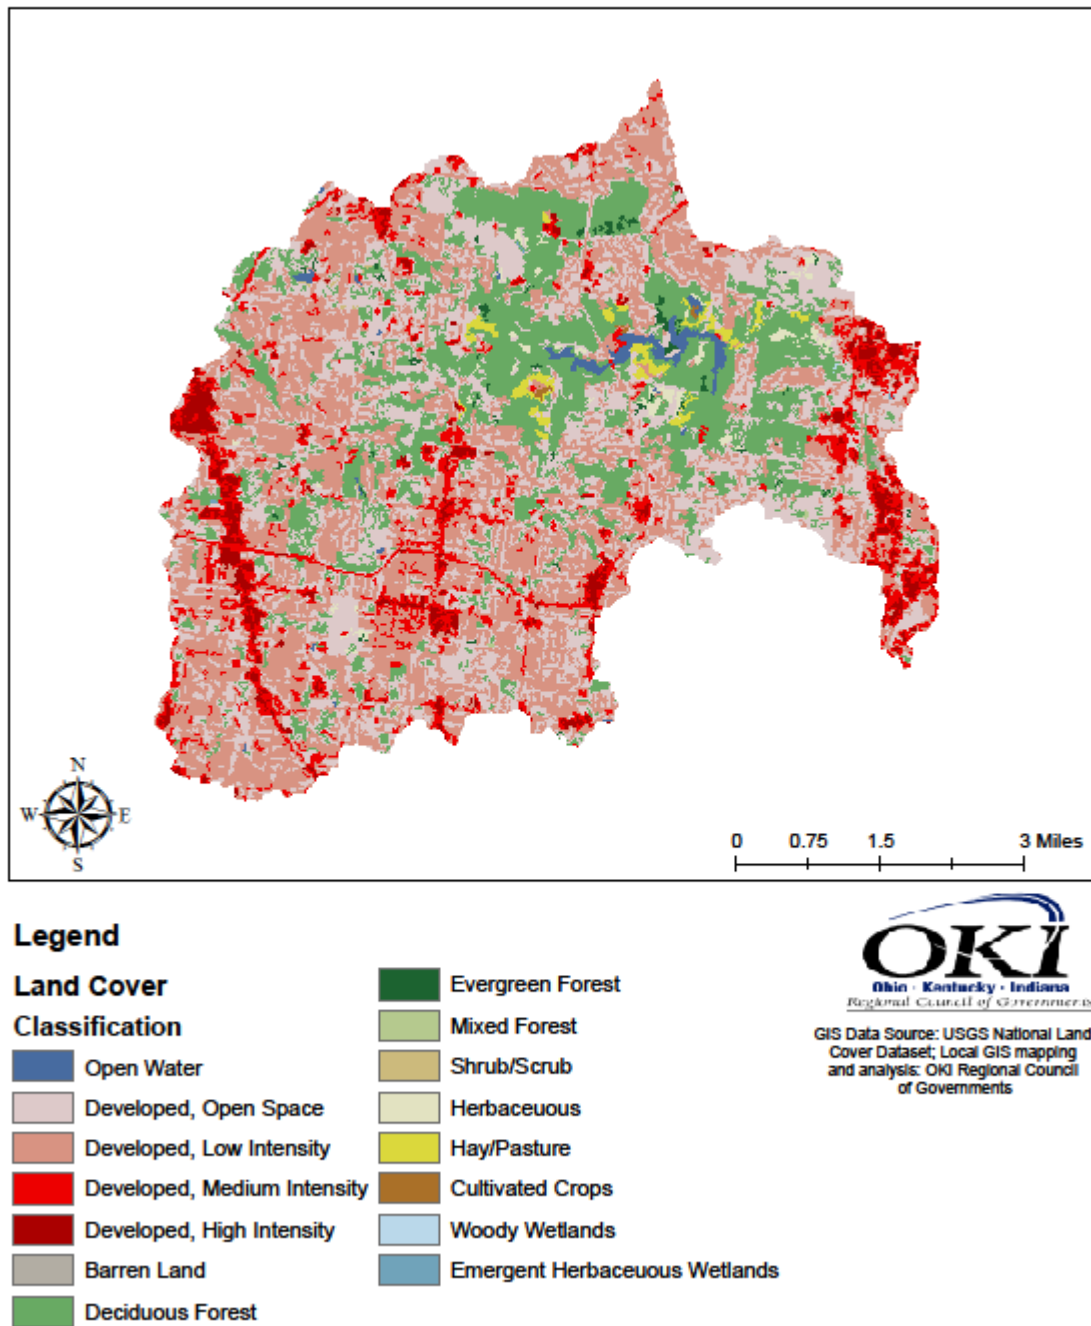 N
W E
S
0 0.75 1.5 3 Miles
Legend
Land Cover
Classification
Open Water
Developed, Open Space
Developed, Low Intensity
Developed, Medium Intensity
Developed, High Intensity
Barren Land
Deciduous Forest
Evergreen Forest
Mixed Forest
Shrub/Scrub
Herbaceuous
Hay/Pasture
Cultivated Crops
Woody Wetlands
Emergent Herbaceuous Wetlands
OKI
Ohio · Kentucky · Indiana
Regional Council of Governments
GIS Data Source: USGS National Land
Cover Dataset; Local GIS mapping
and analysis: OKI Regional Council
of Governments